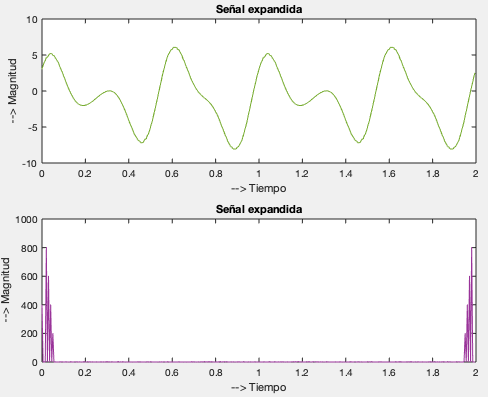 Señal expandida
10
5
0
-5
-10
--> Magnitud
0 0.2 0.4 0.6 0.8 1 1.2 1.4 1.6 1.8 2
--> Tiempo
Señal expandida
1000
800
600
400
200
0
--> Magnitud
0 0.2 0.4 0.6 0.8 1 1.2 1.4 1.6 1.8 2
--> Tiempo